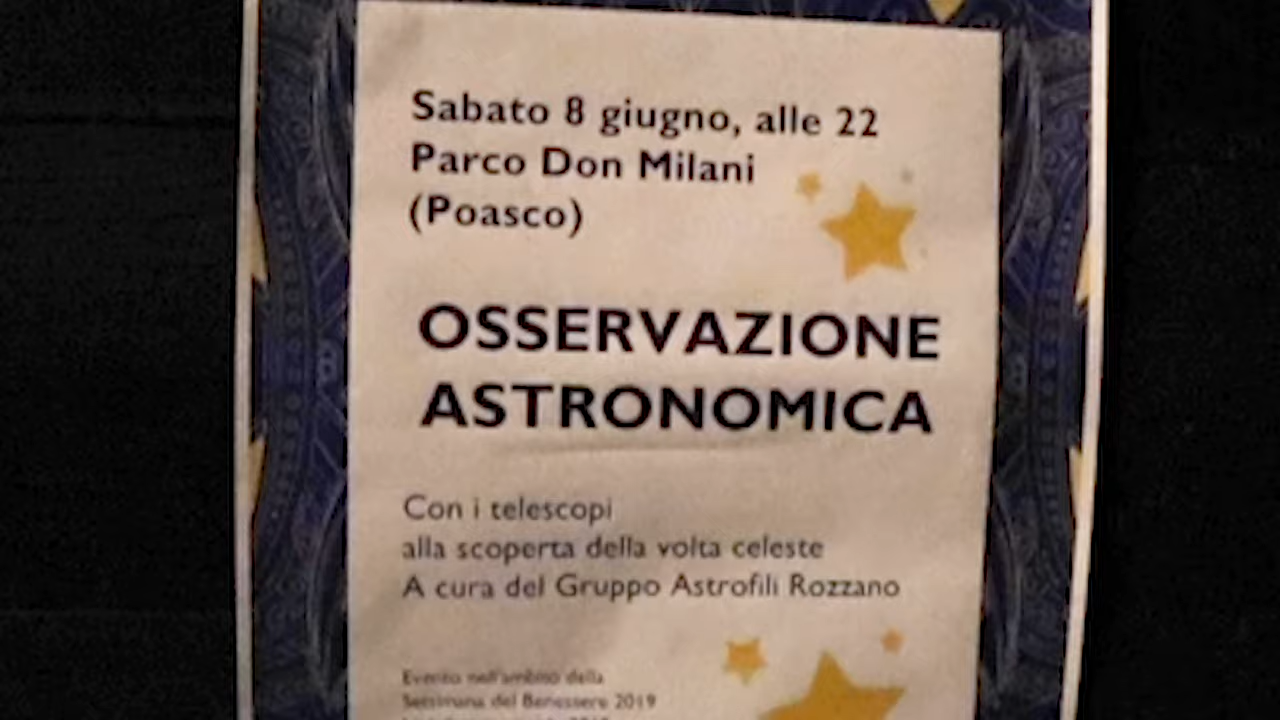 Sabato 8 giugno, alle 22
Parco Don Milani
(Poasco)
OSSERVAZIONE
ASTRONOMICA
Con i telescopi
alla scoperta della volta celeste
A cura del Gruppo Astrofili Rozzano
Evento nell'ambito della
Settimana del Benessere 2019